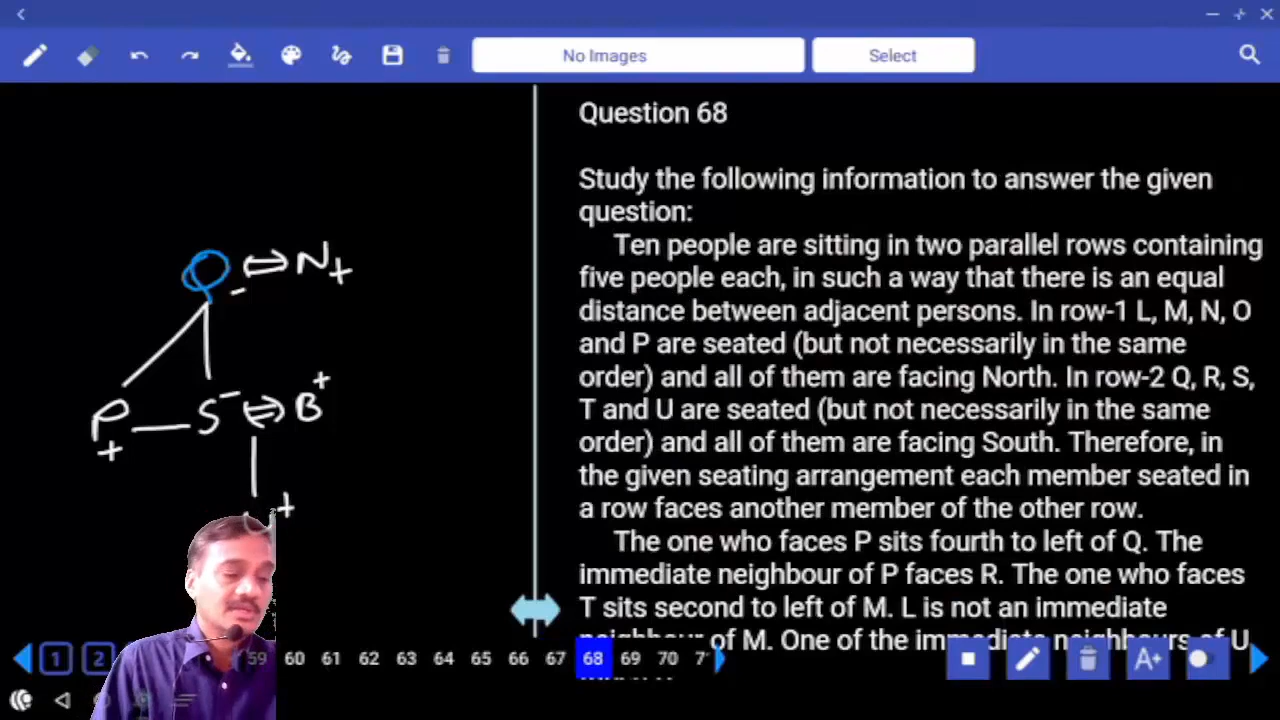 No Images
Select
Question 68
Study the following information to answer the given
question:
Ten people are sitting in two parallel rows containing
five people each, in such a way that there is an equal
distance between adjacent persons. In row-1 L, M, N, O
and P are seated (but not necessarily in the same
order) and all of them are facing North. In row-2 Q, R, S,
T and U are seated (but not necessarily in the same
order) and all of them are facing South. Therefore, in
the given seating arrangement each member seated in
a row faces another member of the other row.
The one who faces P sits fourth to left of Q. The
immediate neighbour of P faces R. The one who faces
T sits second to left of M. L is not an immediate
neighbour of M. One of the immediate neighbours of U
Q - ⇔ N +
P + — S - ⇔ B +
+
1 2 59 60 61 62 63 64 65 66 67 68 69 70
A+